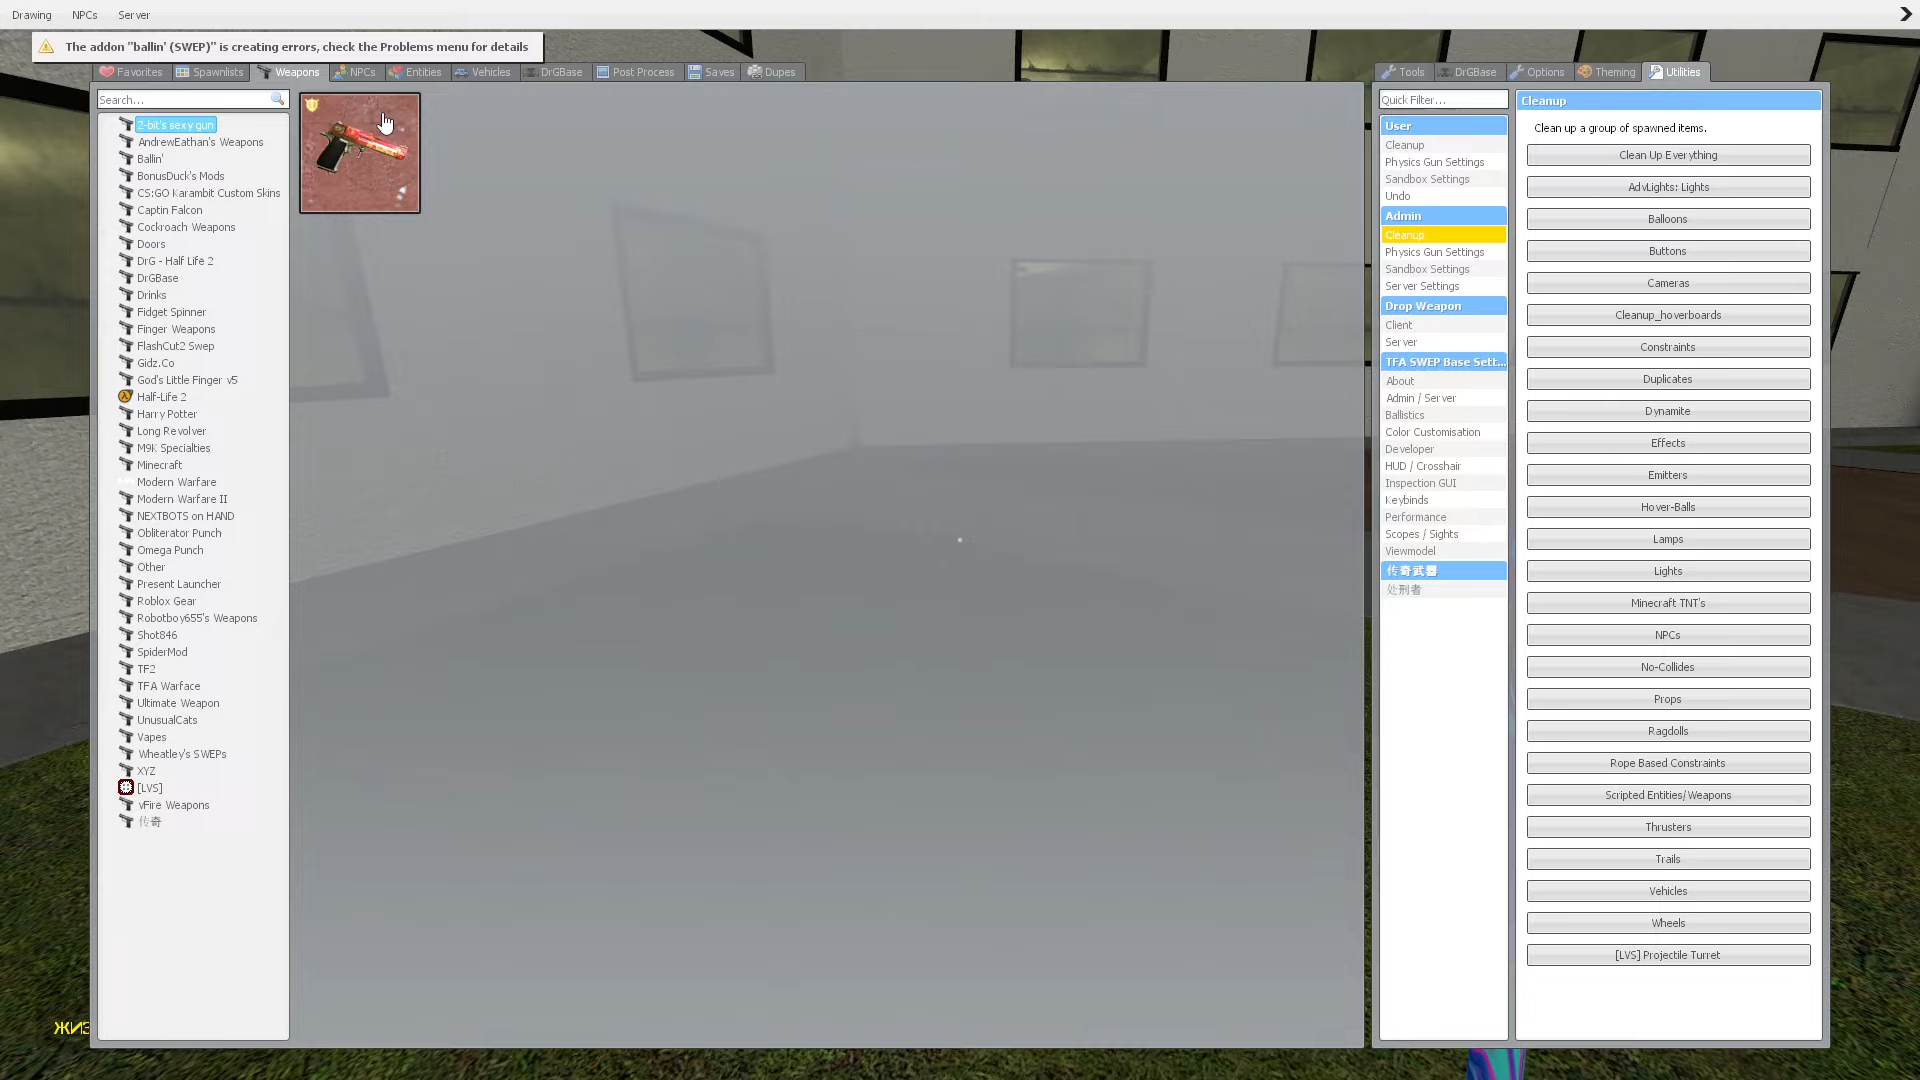 Drawing NPCs Server
The addon "ballin' (SWEP)" is creating errors, check the Problems menu for details
Favorites Spawnlists Weapons NPCs Entities Vehicles DrGBase Post Process Saves Dupes
Search...
2-bit's sexy gun
AndrewEathan's Weapons
Ballin'
BonusDuck's Mods
CS:GO Karambit Custom Skins
Captin Falcon
Cockroach Weapons
Doors
DrG - Half Life 2
DrGBase
Drinks
Fidget Spinner
Finger Weapons
FlashCut2 Swep
Gidz.Co
God's Little Finger v5
Half-Life 2
Harry Potter
Long Revolver
M9K Specialties
Minecraft
Modern Warfare
Modern Warfare II
NEXTBOTS on HAND
Obliterator Punch
Omega Punch
Other
Present Launcher
Roblox Gear
Robotboy655's Weapons
Shot846
SpiderMod
TF2
TFA Warface
Ultimate Weapon
UnusualCats
Vapes
Wheatley's SWEPs
XYZ
[LVS]
vFire Weapons
传奇
ЖИЗ
Tools DrGBase Options Theming Utilities
Quick Filter...
User
Cleanup
Physics Gun Settings
Sandbox Settings
Undo
Admin
Cleanup
Physics Gun Settings
Sandbox Settings
Server Settings
Drop Weapon
Client
Server
TFA SWEP Base Sett...
About
Admin / Server
Ballistics
Color Customisation
Developer
HUD / Crosshair
Inspection GUI
Keybinds
Performance
Scopes / Sights
Viewmodel
传奇武器
处刑者
Cleanup
Clean up a group of spawned items.
Clean Up Everything
AdvLights: Lights
Balloons
Buttons
Cameras
Cleanup_hoverboards
Constraints
Duplicates
Dynamite
Effects
Emitters
Hover-Balls
Lamps
Lights
Minecraft TNT's
NPCs
No-Collides
Props
Ragdolls
Rope Based Constraints
Scripted Entities/Weapons
Thrusters
Trails
Vehicles
Wheels
[LVS] Projectile Turret